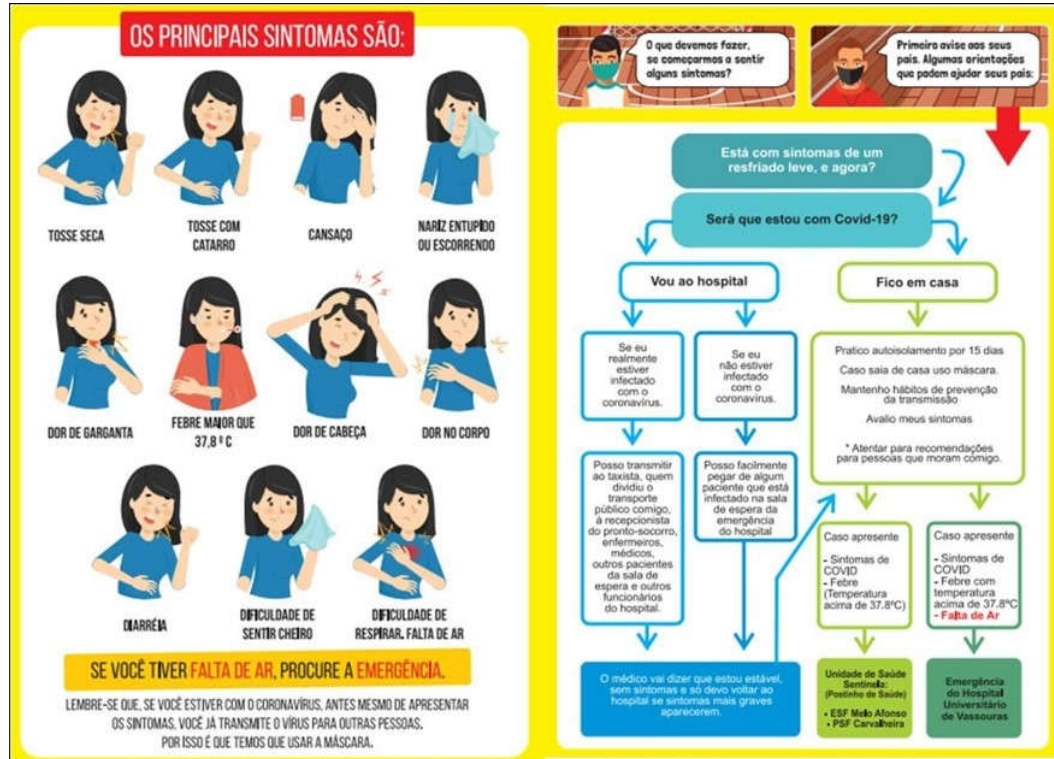 OS PRINCIPAIS SINTOMAS SÃO:
TOSSE SECA
TOSSE COM
CATARRO
CANSAÇO
NARÍZ ENTUPÍDO
OU ESCORRENDO
DOR DE GARGANTA
FEBRE MAIOR QUE
37,8 º C
DOR DE CABEÇA
DOR NO CORPO
DIARRÉIA
DIFICULDADE DE
SENTIR CHEIRO
DIFICULDADE DE
RESPIRAR. FALTA DE AR
SE VOCÊ TIVER FALTA DE AR, PROCURE A EMERGÊNCIA.
LEMBRE-SE QUE, SE VOCÊ ESTIVER COM O CORONAVÍRUS, ANTES MESMO DE APRESENTAR
OS SINTOMAS, VOCÊ JÁ TRANSMITE O VÍRUS PARA OUTRAS PESSOAS.
POR ISSO É QUE TEMOS QUE USAR A MÁSCARA.
O que devemos fazer,
se começarmos a sentir
alguns sintomas?
Primeiro avise aos seus
pais. Algumas orientações
que podem ajudar seus pais:
Está com sintomas de um
resfriado leve, e agora?
Será que estou com Covid-19?
Vou ao hospital
Fico em casa
Se eu
realmente
estiver
infectado
com o
coronavírus.
Se eu
não estiver
infectado
com o
coronavírus.
Pratico autoisolamento por 15 dias
Caso saia de casa uso máscara.
Mantenho hábitos de prevenção
da transmissão
Avalio meus sintomas
* Atentar para recomendações
para pessoas que moram comigo.
Posso transmitir
ao taxista, quem
dividiu o
transporte
público comigo,
à recepcionista
do pronto-socorro,
enfermeiros,
médicos,
outros pacientes
da sala de
espera e outros
funcionários
do hospital.
Posso facilmente
pegar de algum
paciente que está
infectado na sala
de espera da
emergência
do hospital
Caso apresente
- Sintomas de
COVID
- Febre
(Temperatura
acima de 37.8ºC)
Caso apresente
- Sintomas de
COVID
- Febre com
temperatura
acima de 37.8ºC
- Falta de Ar
O médico vai dizer que estou estável,
sem sintomas e só devo voltar ao
hospital se sintomas mais graves
aparecerem.
Unidade de Saúde
Sentinela:
(Postinho de Saúde)
• ESF Melo Afonso
• PSF Carvalheira
Emergência
do Hospital
Universitário
de Vassouras